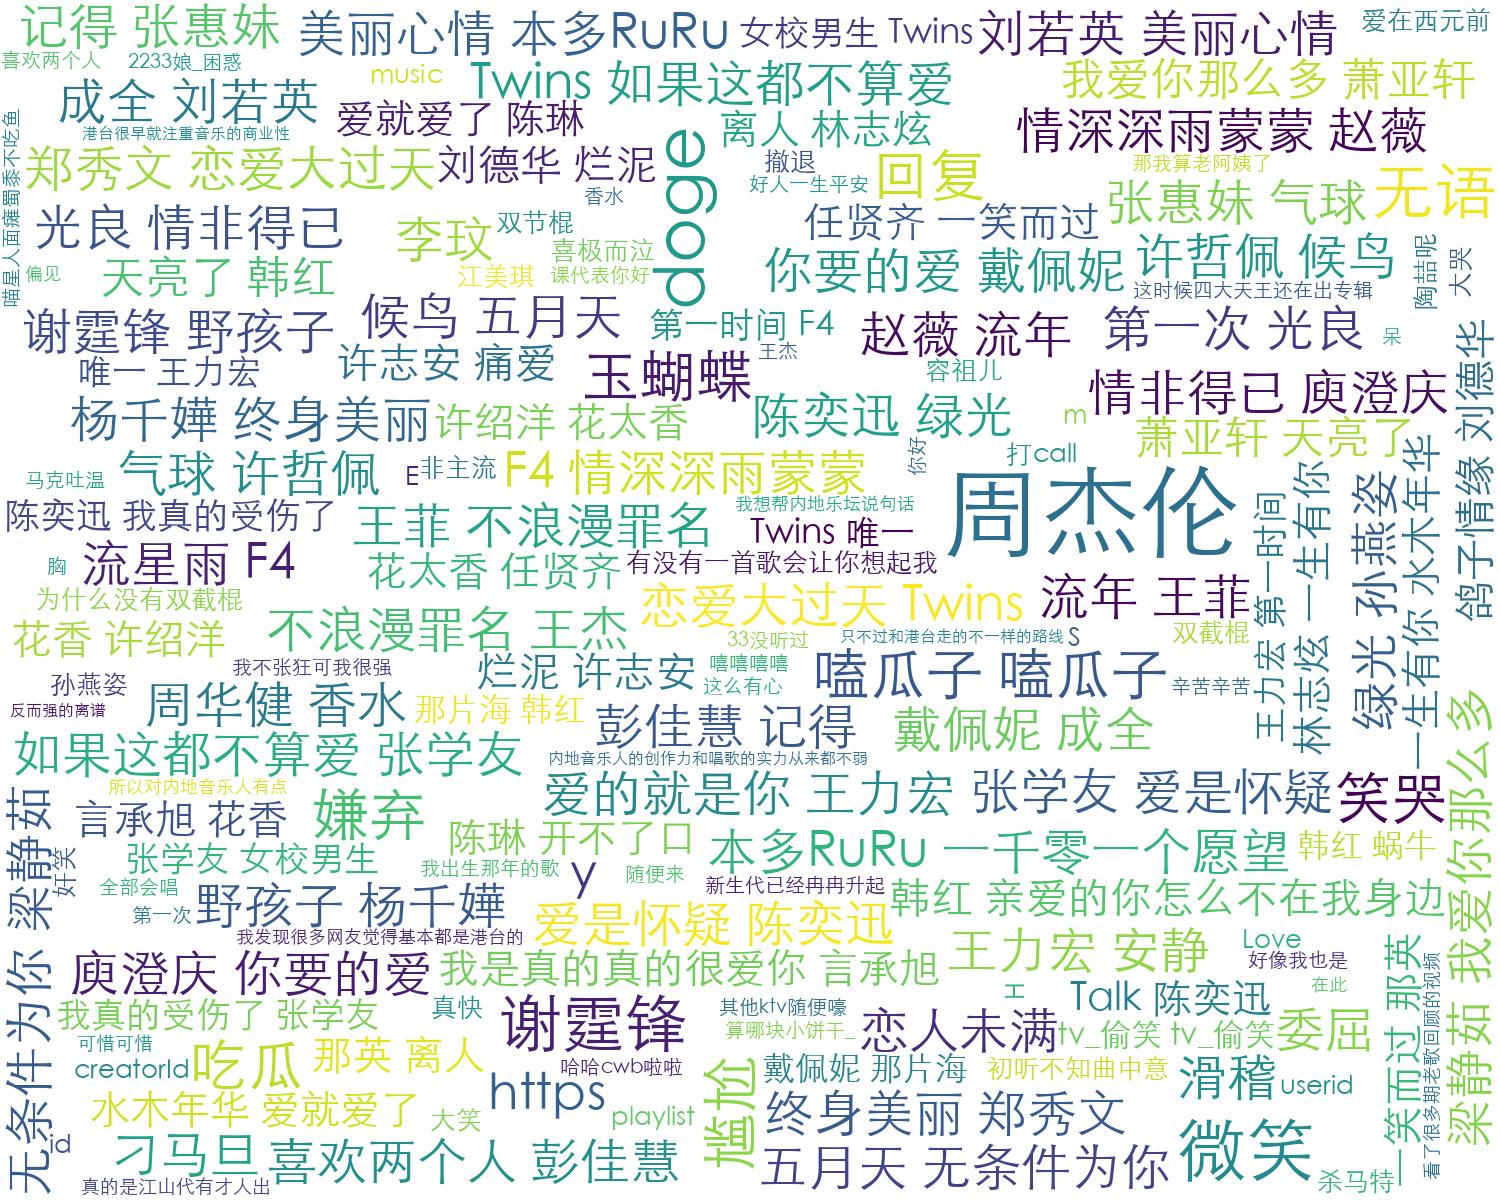 记得 张惠妹
美丽心情 本多RuRu
女校男生 Twins
刘若英 美丽心情
爱在西元前
喜欢两个人
2233娘_困惑
music
Twins 如果这都不算爱
我爱你那么多 萧亚轩
成全 刘若英
爱就爱了 陈琳
离人 林志炫
情深深雨蒙蒙 赵薇
港台很早就注重音乐的商业性
喵星人面瘫蜀黍不吃鱼
郑秀文 恋爱大过天
刘德华 烂泥
doge
撤退
好人一生平安
回复
那我算老阿姨了
张惠妹 气球
无语
香水
光良 情非得已
李玟
双节棍
喜极而泣
任贤齐 一笑而过
偏见
天亮了 韩红
江美琪
课代表你好
你要的爱 戴佩妮
许哲佩 候鸟
陶喆呢
大哭
这时候四大天王还在出专辑
谢霆锋 野孩子
候鸟 五月天
第一时间 F4
赵薇 流年
第一次 光良
呆
唯一 王力宏
许志安 痛爱
玉蝴蝶
王杰
容祖儿
情非得已 庾澄庆
鸽子情缘 刘德华
杨千嬅 终身美丽
许绍洋 花太香
陈奕迅 绿光
m
萧亚轩 天亮了
马克吐温
气球 许哲佩
E
非主流
F4 情深深雨蒙蒙
你好
打call
周杰伦
陈奕迅 我真的受伤了
王菲 不浪漫罪名
我想帮内地乐坛说句话
Twins 唯一
王力宏 第一时间
林志炫 一生有你
绿光 孙燕姿
一生有你 水木年华
胸
流星雨 F4
花太香 任贤齐
有没有一首歌会让你想起我
为什么没有双截棍
恋爱大过天 Twins
流年 王菲
花香 许绍洋
不浪漫罪名 王杰
33没听过
只不过和港台走的不一样的路线
S
双截棍
我不张狂可我很强
烂泥 许志安
嘻嘻嘻嘻
这么有心
嗑瓜子 嗑瓜子
辛苦辛苦
孙燕姿
反而强的离谱
周华健 香水
那片海 韩红
彭佳慧 记得
戴佩妮 成全
如果这都不算爱 张学友
内地音乐人的创作力和唱歌的实力从来都不弱
我爱你那么多
所以对内地音乐人有点
爱的就是你 王力宏
张学友 爱是怀疑
笑哭
梁静茹
言承旭 花香
嫌弃
陈琳 开不了口
本多RuRu 一千零一个愿望
韩红 蜗牛
奸笑
张学友 女校男生
我出生那年的歌
y
随便来
新生代已经冉冉升起
韩红 亲爱的你怎么不在我身边
全部会唱
第一次
野孩子 杨千嬅
我发现很多网友觉得基本都是港台的
爱是怀疑 陈奕迅
王力宏 安静
Love
好像我也是
无条件为你
庾澄庆 你要的爱
我是真的真的很爱你 言承旭
H
在此
一笑而过 那英
看了很多期老歌回顾的视频
梁静茹
我真的受伤了 张学友
真快
谢霆锋
其他ktv随便嚎
算哪块小饼干_
恋人未满
Talk 陈奕迅
tv_偷笑 tv_偷笑
委屈
可惜可惜
creatorId
吃瓜
那英 离人
哈哈cwb啦啦
尴尬
戴佩妮 那片海
初听不知曲中意
滑稽
userid
水木年华 爱就爱了
大笑
https
playlist
终身美丽 郑秀文
微笑
id
刁马旦
喜欢两个人 彭佳慧
五月天 无条件为你
杀马特
真的是江山代有才人出